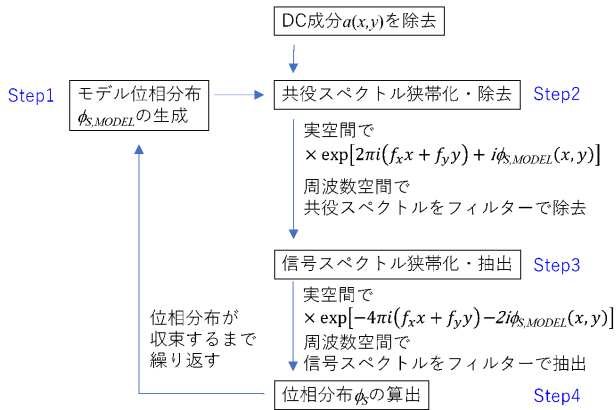 DC成分a(x,y)を除去
Step1
モデル位相分布
ϕS,MODELの生成
共役スペクトル狭帯化・除去
Step2
実空間で
× exp[2πi(fxx + fyy) + iϕS,MODEL(x, y)]
周波数空間で
共役スペクトルをフィルターで除去
信号スペクトル狭帯化・抽出
Step3
実空間で
× exp[−4πi(fxx + fyy)−2iϕS,MODEL(x, y)]
周波数空間で
信号スペクトルをフィルターで抽出
位相分布が
収束するまで
繰り返す
位相分布ϕSの算出
Step4